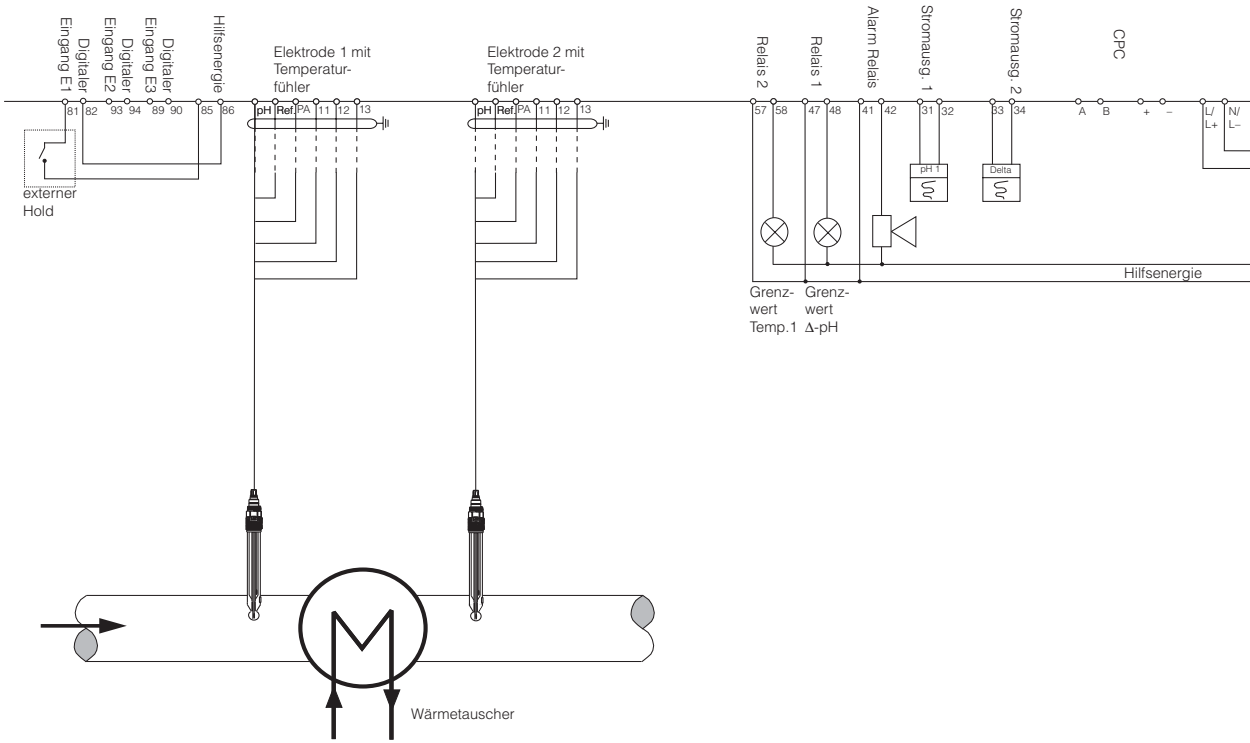 Eingang E1
Digitaler
Eingang E2
Digitaler
Eingang E3
Digitaler
Hilfsenergie
Elektrode 1 mit
Temperatur-
fühler
Elektrode 2 mit
Temperatur-
fühler
Relais 2
Relais 1
Alarm Relais
Stromausg. 1
Stromausg. 2
CPC
81 82 93 94 89 90 85 86
pH Ref. PA 11 12 13
pH Ref. PA 11 12 13
57 58 47 48 41 42 31 32 33 34 A B + − L/ N/
L+ L−
pH 1
Delta
externer
Hold
Hilfsenergie
Grenz-
wert
Temp.1
Grenz-
wert
Δ-pH
Wärmetauscher